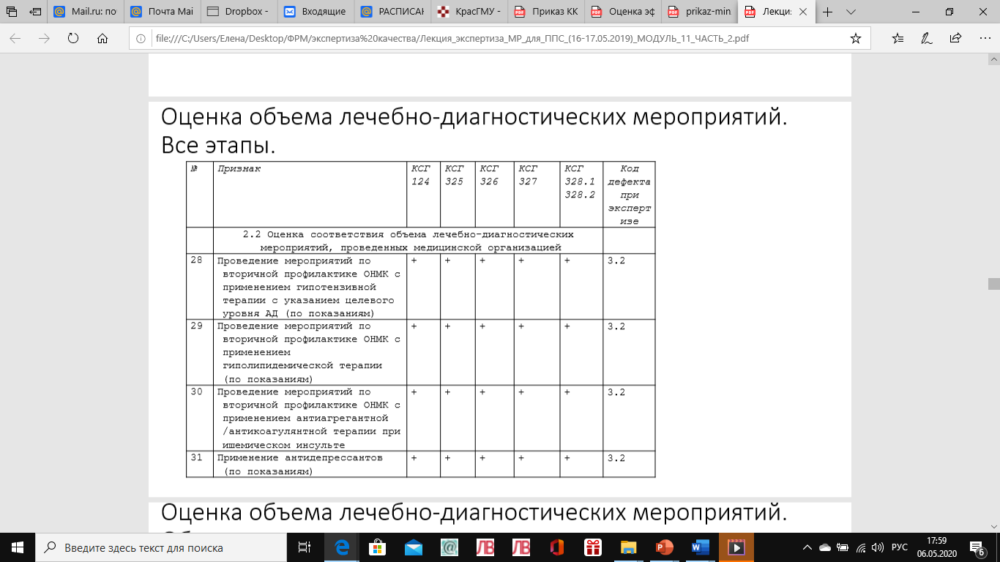 Mail.ru: по
Почта Mai
Dropbox -
Входящие
РАСПИСАН
КрасГМУ -
Приказ КК
Оценка эф
prikaz-min
Лекция
file:///C:/Users/Елена/Desktop/ФРМ/экспертиза%20качества/Лекция_экспертиза_МР_для_ППС_(16-17.05.2019)_МОДУЛЬ_11_ЧАСТЬ_2.pdf
Оценка объема лечебно-диагностических мероприятий.
Все этапы.
№ Признак КСГ КСГ КСГ КСГ КСГ Код
124 325 326 327 328.1 дефекта
328.2 при
эксперт
изе
2.2 Оценка соответствия объема лечебно-диагностических
мероприятий, проведенных медицинской организацией
28 Проведение мероприятий по + + + + + 3.2
вторичной профилактике ОНМК с
применением гипотензивной
терапии с указанием целевого
уровня АД (по показаниям)
29 Проведение мероприятий по + + + + + 3.2
вторичной профилактике ОНМК с
применением
гиполипидемической терапии
(по показаниям)
30 Проведение мероприятий по + + + + + 3.2
вторичной профилактике ОНМК с
применением антиагрегантной
/антикоагулянтной терапии при
ишемическом инсульте
31 Применение антидепрессантов + + + + + 3.2
(по показаниям)
Оценка объема лечебно-диагностических мероприятий.
Введите здесь текст для поиска
ЛВ
ЛВ
РУС
17:59
06.05.2020
6